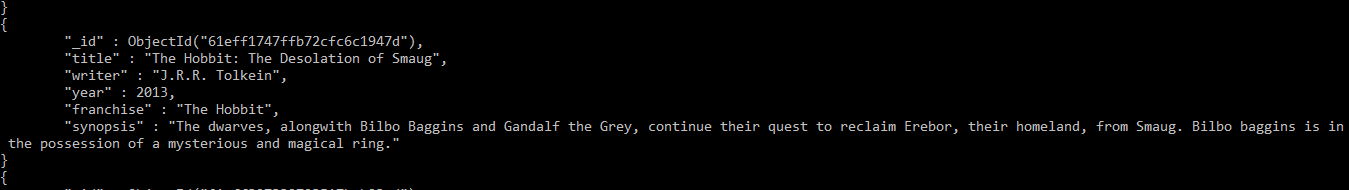 }
{
"_id" : ObjectId("61eff1747ffb72cfc6c1947d"),
"title" : "The Hobbit: The Desolation of Smaug",
"writer" : "J.R.R. Tolkein",
"year" : 2013,
"franchise" : "The Hobbit",
"synopsis" : "The dwarves, alongwith Bilbo Baggins and Gandalf the Grey, continue their quest to reclaim Erebor, their homeland, from Smaug. Bilbo baggins is in
the possession of a mysterious and magical ring."
}
{